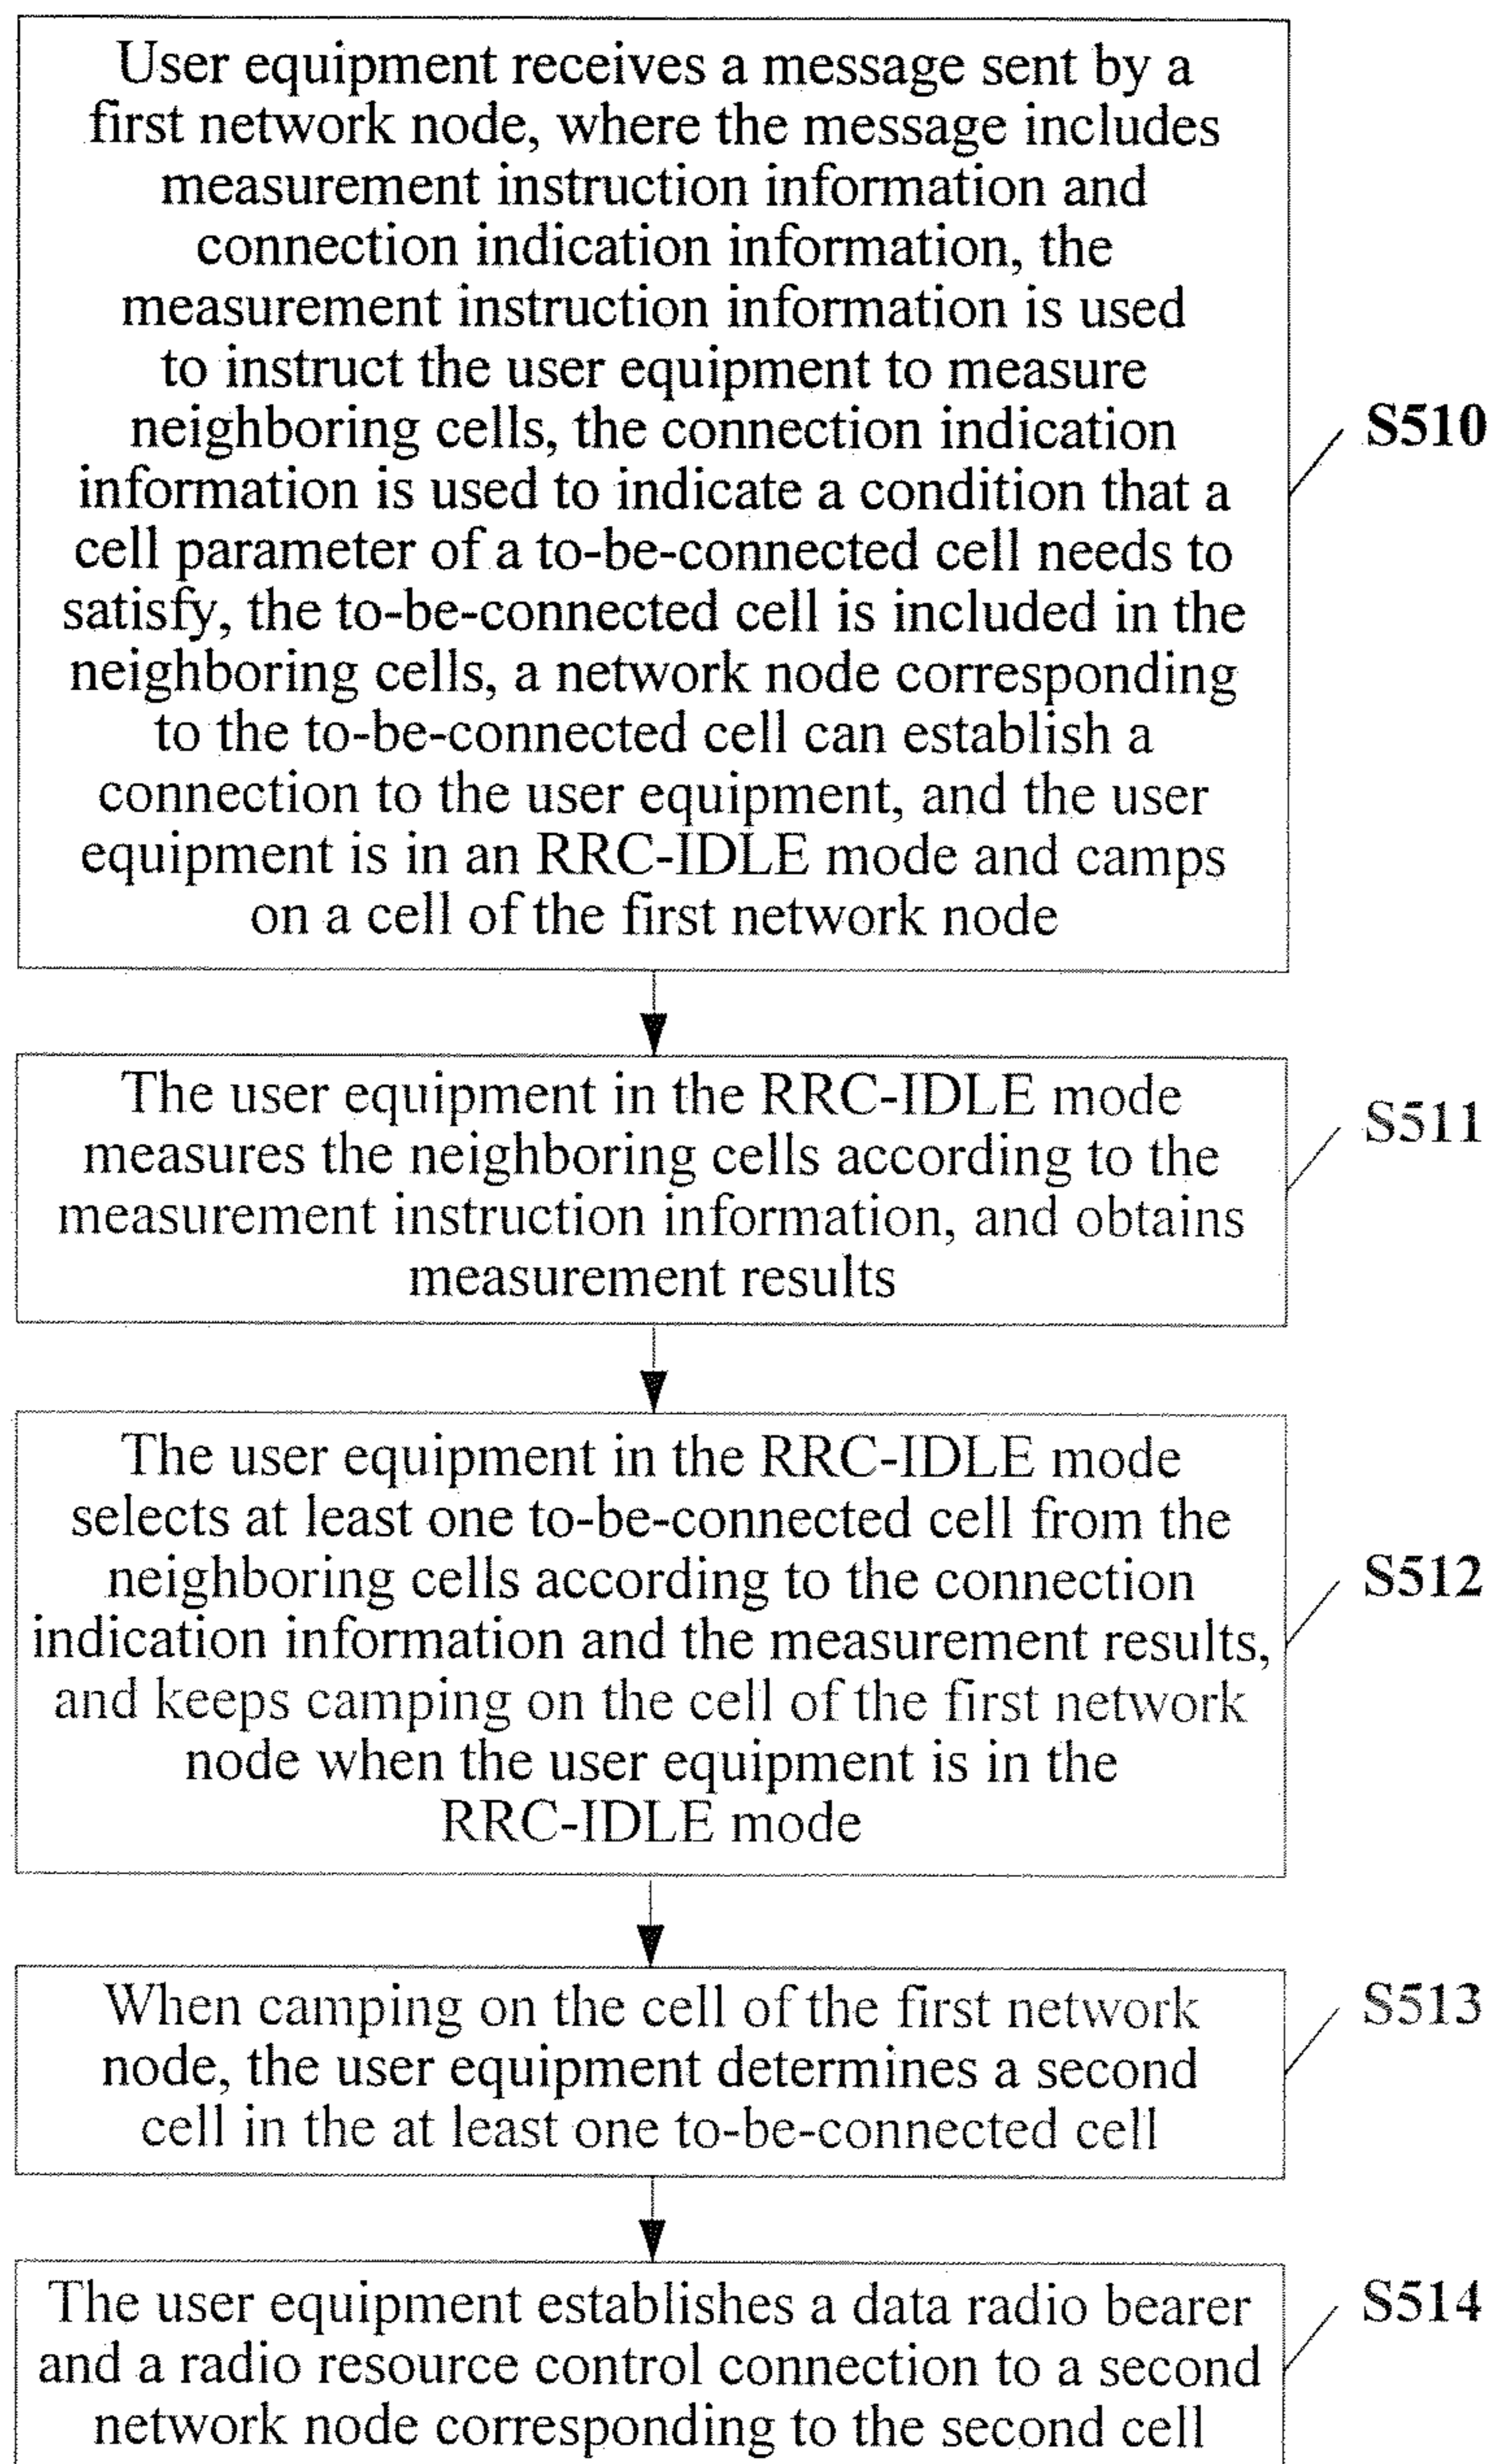 User equipment receives a message sent by a
first network node, where the message includes
measurement instruction information and
connection indication information, the
measurement instruction information is used
to instruct the user equipment to measure
neighboring cells, the connection indication
information is used to indicate a condition that a
cell parameter of a to-be-connected cell needs to
satisfy, the to-be-connected cell is included in the
neighboring cells, a network node corresponding
to the to-be-connected cell can establish a
connection to the user equipment, and the user
equipment is in an RRC-IDLE mode and camps
on a cell of the first network node
S510
The user equipment in the RRC-IDLE mode
measures the neighboring cells according to the
measurement instruction information, and obtains
measurement results
S511
The user equipment in the RRC-IDLE mode
selects at least one to-be-connected cell from the
neighboring cells according to the connection
indication information and the measurement results,
and keeps camping on the cell of the first network
node when the user equipment is in the
RRC-IDLE mode
S512
When camping on the cell of the first network
node, the user equipment determines a second
cell in the at least one to-be-connected cell
S513
The user equipment establishes a data radio bearer
and a radio resource control connection to a second
network node corresponding to the second cell
S514